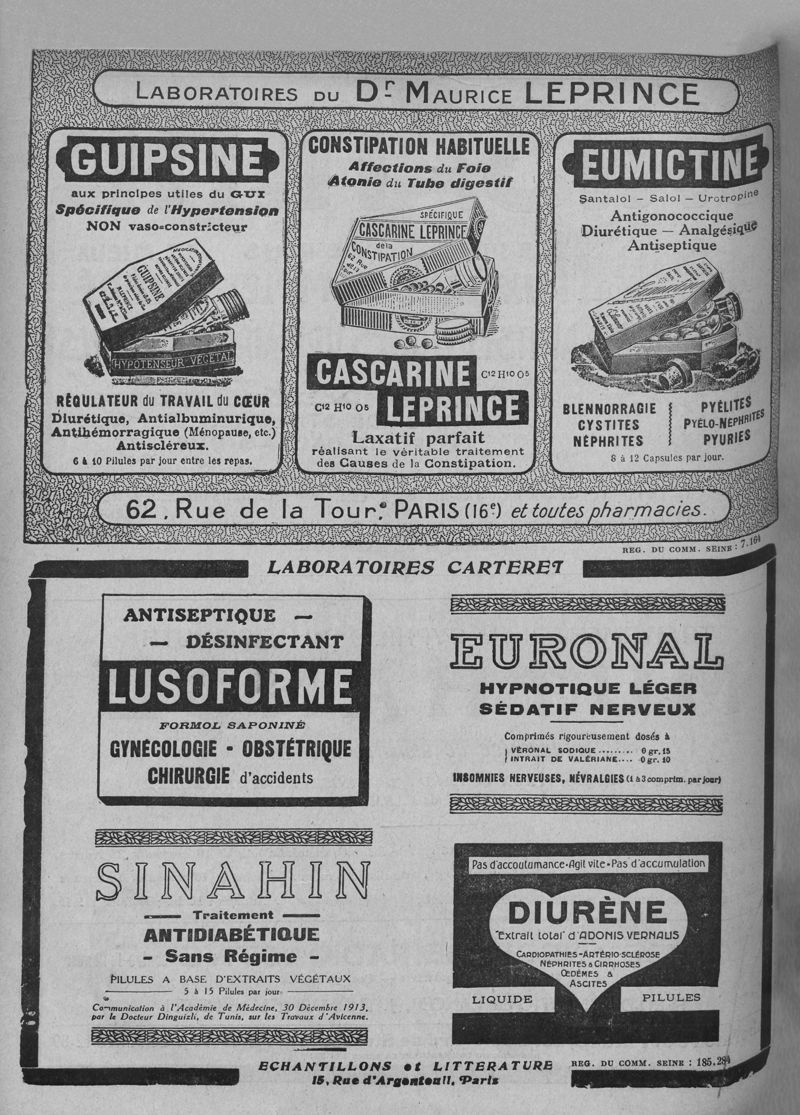 LABORATOIRES DU Dr MAURICE LEPRINCE
GUIPSINE
aux principes utiles du GUI
Spécifique de l'Hypertension
NON vaso=constricteur
GUIPSINE
HYPOTENSEUR VÉGÉTAL
RÉGULATEUR du TRAVAIL du CŒUR
Diurétique, Antialbuminurique,
Antihémorragique (Ménopause, etc.)
Antiscléreux.
6 à 10 Pilules par jour entre les repas.
CONSTIPATION HABITUELLE
Affections du Foie
Atonie du Tube digestif
SPÉCIFIQUE
CASCARINE LEPRINCE
de la
CONSTIPATION
62 Rue
de la
Tour
CASCARINE C12 H10 O5
C12 H10 O5 LEPRINCE
Laxatif parfait
réalisant le véritable traitement
des Causes de la Constipation.
EUMICTINE
Santalol – Salol – Urotropine
Antigonococcique
Diurétique — Analgésique
Antiseptique
BLENNORRAGIE
CYSTITES
NÉPHRITES
PYÉLITES
PYÉLO-NÉPHRITES
PYURIES
8 à 12 Capsules par jour.
62, Rue de la Tour, PARIS (16e) et toutes pharmacies.
REG. DU COMM. SEINE : 7.164
LABORATOIRES CARTERET
ANTISEPTIQUE —
— DÉSINFECTANT
LUSOFORME
FORMOL SAPONINÉ
GYNÉCOLOGIE - OBSTÉTRIQUE
CHIRURGIE d'accidents
EURONAL
HYPNOTIQUE LÉGER
SÉDATIF NERVEUX
Comprimés rigoureusement dosés à
VÉRONAL SODIQUE ......... 0 gr. 15
INTRAIT DE VALÉRIANE.... 0 gr. 10
INSOMNIES NERVEUSES, NÉVRALGIES (1 à 3 comprim. par jour)
SINAHIN
Traitement
ANTIDIABÉTIQUE
- Sans Régime -
PILULES A BASE D'EXTRAITS VÉGÉTAUX
5 à 15 Pilules par jour
Communication à l'Académie de Médecine, 30 Décembre 1913,
par le Docteur Dinguizli, de Tunis, sur les Travaux d'Avicenne.
Pas d'accoutumance-Agit vite-Pas d'accumulation
DIURÈNE
"Extrait total" d'ADONIS VERNALIS
CARDIOPATHIES-ARTÉRIO-SCLÉROSE
NÉPHRITES & CIRRHOSES
ŒDÈMES &
ASCITES
LIQUIDE
PILULES
ECHANTILLONS et LITTÉRATURE
15, Rue d'Argenteuil, Paris
REG. DU COMM. SEINE : 185.284